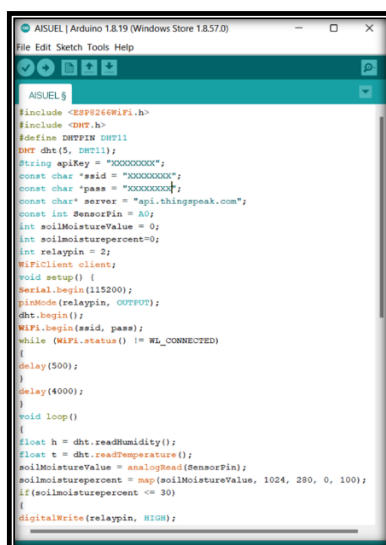 AISUEL | Arduino 1.8.19 (Windows Store 1.8.57.0)
File Edit Sketch Tools Help
AISUEL §
#include <ESP8266WiFi.h>
#include <DHT.h>
#define DHTPIN DHT11
DHT dht(5, DHT11);
String apiKey = "XXXXXXXX";
const char *ssid = "XXXXXXXX";
const char *pass = "XXXXXXXX";
const char* server = "api.thingspeak.com";
const int SensorPin = A0;
int soilMoistureValue = 0;
int soilmoisturepercent=0;
int relaypin = 2;
WiFiClient client;
void setup() {
Serial.begin(115200);
pinMode(relaypin, OUTPUT);
dht.begin();
WiFi.begin(ssid, pass);
while (WiFi.status() != WL_CONNECTED)
{
delay(500);
}
delay(4000);
}
void loop()
{
float h = dht.readHumidity();
float t = dht.readTemperature();
soilMoistureValue = analogRead(SensorPin);
soilmoisturepercent = map(soilMoistureValue, 1024, 280, 0, 100);
if(soilmoisturepercent <= 30)
{
digitalWrite(relaypin, HIGH);